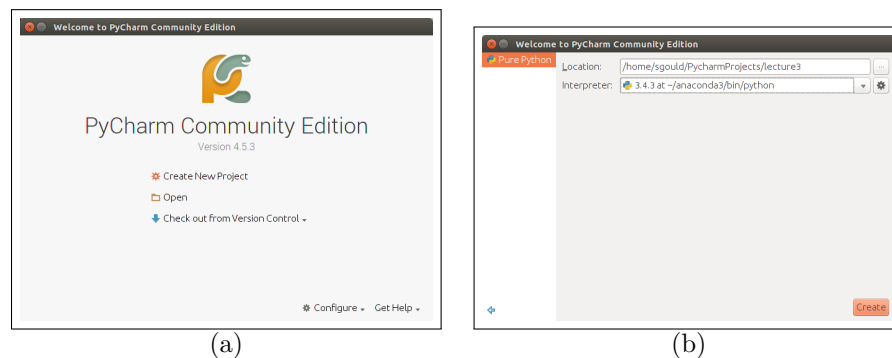 Welcome to PyCharm Community Edition
PyCharm Community Edition
Version 4.5.3
Create New Project
Open
Check out from Version Control
Configure
Get Help
(a)
Welcome to PyCharm Community Edition
Pure Python
Location: /home/sgould/PycharmProjects/lecture3 ...
Interpreter: 3.4.3 at ~/anaconda3/bin/python
Create
(b)